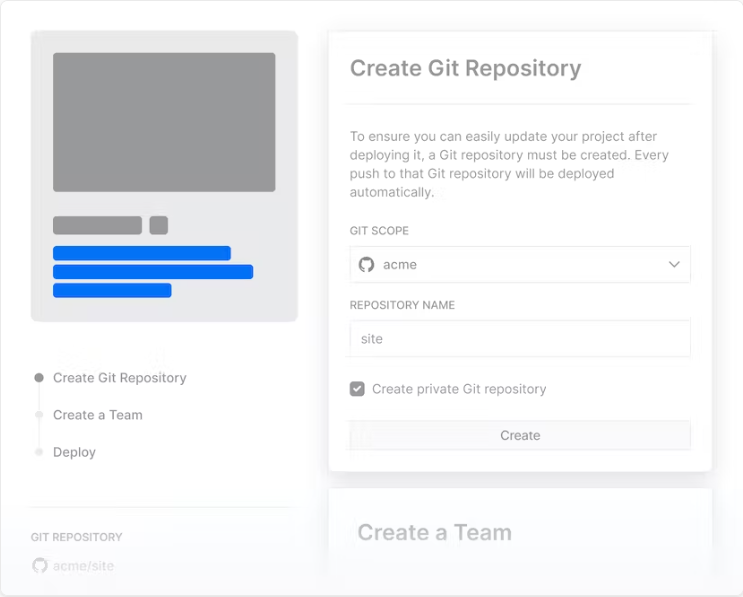 Create Git Repository
To ensure you can easily update your project after
deploying it, a Git repository must be created. Every
push to that Git repository will be deployed
automatically.
GIT SCOPE
acme
REPOSITORY NAME
site
Create private Git repository
Create
Create a Team
Create Git Repository
Create a Team
Deploy
GIT REPOSITORY
acme/site